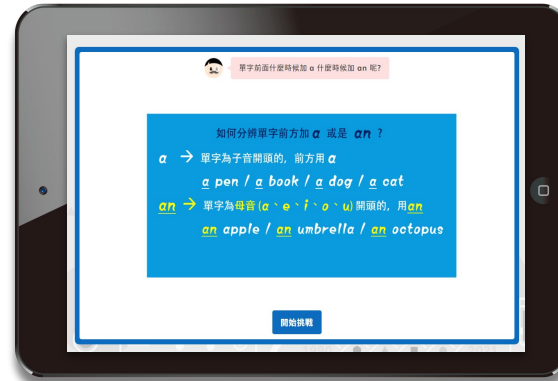 單字前面什麼時候加 a 什麼時候加 an 呢?
如何分辨單字前方加 a 或是 an ?
a → 單字為子音開頭的, 前方用 a
a pen / a book / a dog / a cat
an → 單字為母音 (a、e、i、o、u) 開頭的, 用 an
an apple / an umbrella / an octopus
開始挑戰